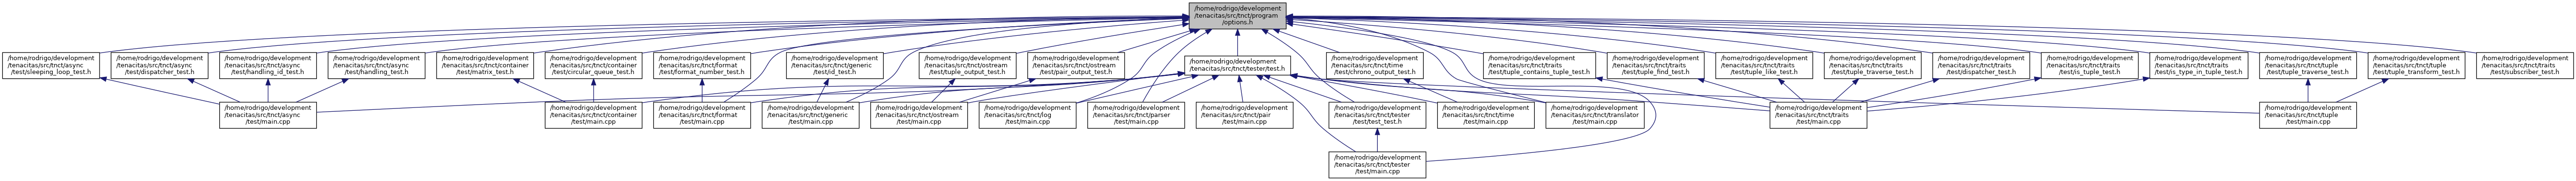 /home/rodrigo/development
/tenacitas/src/tnct/program
/options.h
/home/rodrigo/development
/tenacitas/src/tnct/async
/test/sleeping_loop_test.h
/home/rodrigo/development
/tenacitas/src/tnct/async
/test/dispatcher_test.h
/home/rodrigo/development
/tenacitas/src/tnct/async
/test/handling_id_test.h
/home/rodrigo/development
/tenacitas/src/tnct/async
/test/handling_test.h
/home/rodrigo/development
/tenacitas/src/tnct/container
/test/matrix_test.h
/home/rodrigo/development
/tenacitas/src/tnct/container
/test/circular_queue_test.h
/home/rodrigo/development
/tenacitas/src/tnct/format
/test/format_number_test.h
/home/rodrigo/development
/tenacitas/src/tnct/generic
/test/id_test.h
/home/rodrigo/development
/tenacitas/src/tnct/ostream
/test/tuple_output_test.h
/home/rodrigo/development
/tenacitas/src/tnct/ostream
/test/pair_output_test.h
/home/rodrigo/development
/tenacitas/src/tnct/tester/test.h
/home/rodrigo/development
/tenacitas/src/tnct/time
/test/chrono_output_test.h
/home/rodrigo/development
/tenacitas/src/tnct/traits
/test/tuple_contains_tuple_test.h
/home/rodrigo/development
/tenacitas/src/tnct/traits
/test/tuple_find_test.h
/home/rodrigo/development
/tenacitas/src/tnct/traits
/test/tuple_like_test.h
/home/rodrigo/development
/tenacitas/src/tnct/traits
/test/tuple_traverse_test.h
/home/rodrigo/development
/tenacitas/src/tnct/traits
/test/dispatcher_test.h
/home/rodrigo/development
/tenacitas/src/tnct/traits
/test/is_tuple_test.h
/home/rodrigo/development
/tenacitas/src/tnct/traits
/test/is_type_in_tuple_test.h
/home/rodrigo/development
/tenacitas/src/tnct/tuple
/test/tuple_traverse_test.h
/home/rodrigo/development
/tenacitas/src/tnct/tuple
/test/tuple_transform_test.h
/home/rodrigo/development
/tenacitas/src/tnct/traits
/test/subscriber_test.h
/home/rodrigo/development
/tenacitas/src/tnct/async
/test/main.cpp
/home/rodrigo/development
/tenacitas/src/tnct/container
/test/main.cpp
/home/rodrigo/development
/tenacitas/src/tnct/format
/test/main.cpp
/home/rodrigo/development
/tenacitas/src/tnct/generic
/test/main.cpp
/home/rodrigo/development
/tenacitas/src/tnct/ostream
/test/main.cpp
/home/rodrigo/development
/tenacitas/src/tnct/log
/test/main.cpp
/home/rodrigo/development
/tenacitas/src/tnct/parser
/test/main.cpp
/home/rodrigo/development
/tenacitas/src/tnct/pair
/test/main.cpp
/home/rodrigo/development
/tenacitas/src/tnct/tester
/test/test_test.h
/home/rodrigo/development
/tenacitas/src/tnct/time
/test/main.cpp
/home/rodrigo/development
/tenacitas/src/tnct/translator
/test/main.cpp
/home/rodrigo/development
/tenacitas/src/tnct/traits
/test/main.cpp
/home/rodrigo/development
/tenacitas/src/tnct/tuple
/test/main.cpp
/home/rodrigo/development
/tenacitas/src/tnct/tester
/test/main.cpp